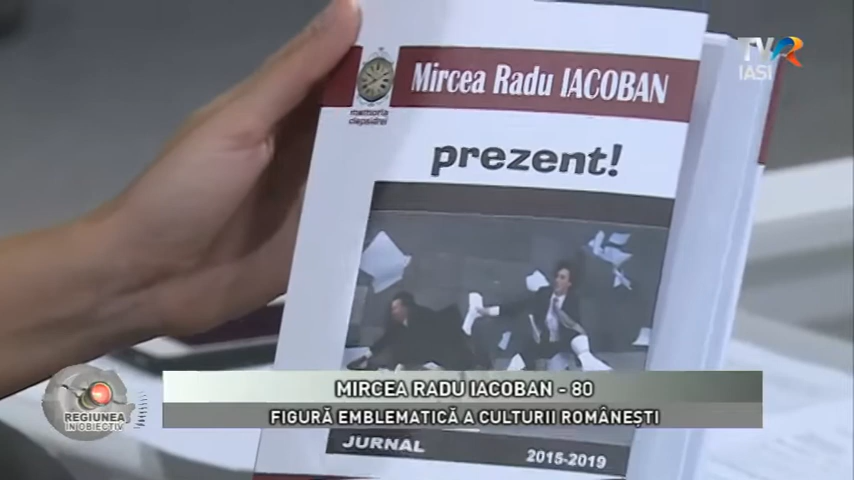 TVR
IAȘI
Mircea Radu IACOBAN
memoria
clepsidrei
prezent!
MIRCEA RADU IACOBAN - 80
REGIUNEA
ÎN OBIECTIV
FIGURĂ EMBLEMATICĂ A CULTURII ROMÂNEȘTI
JURNAL
2015-2019